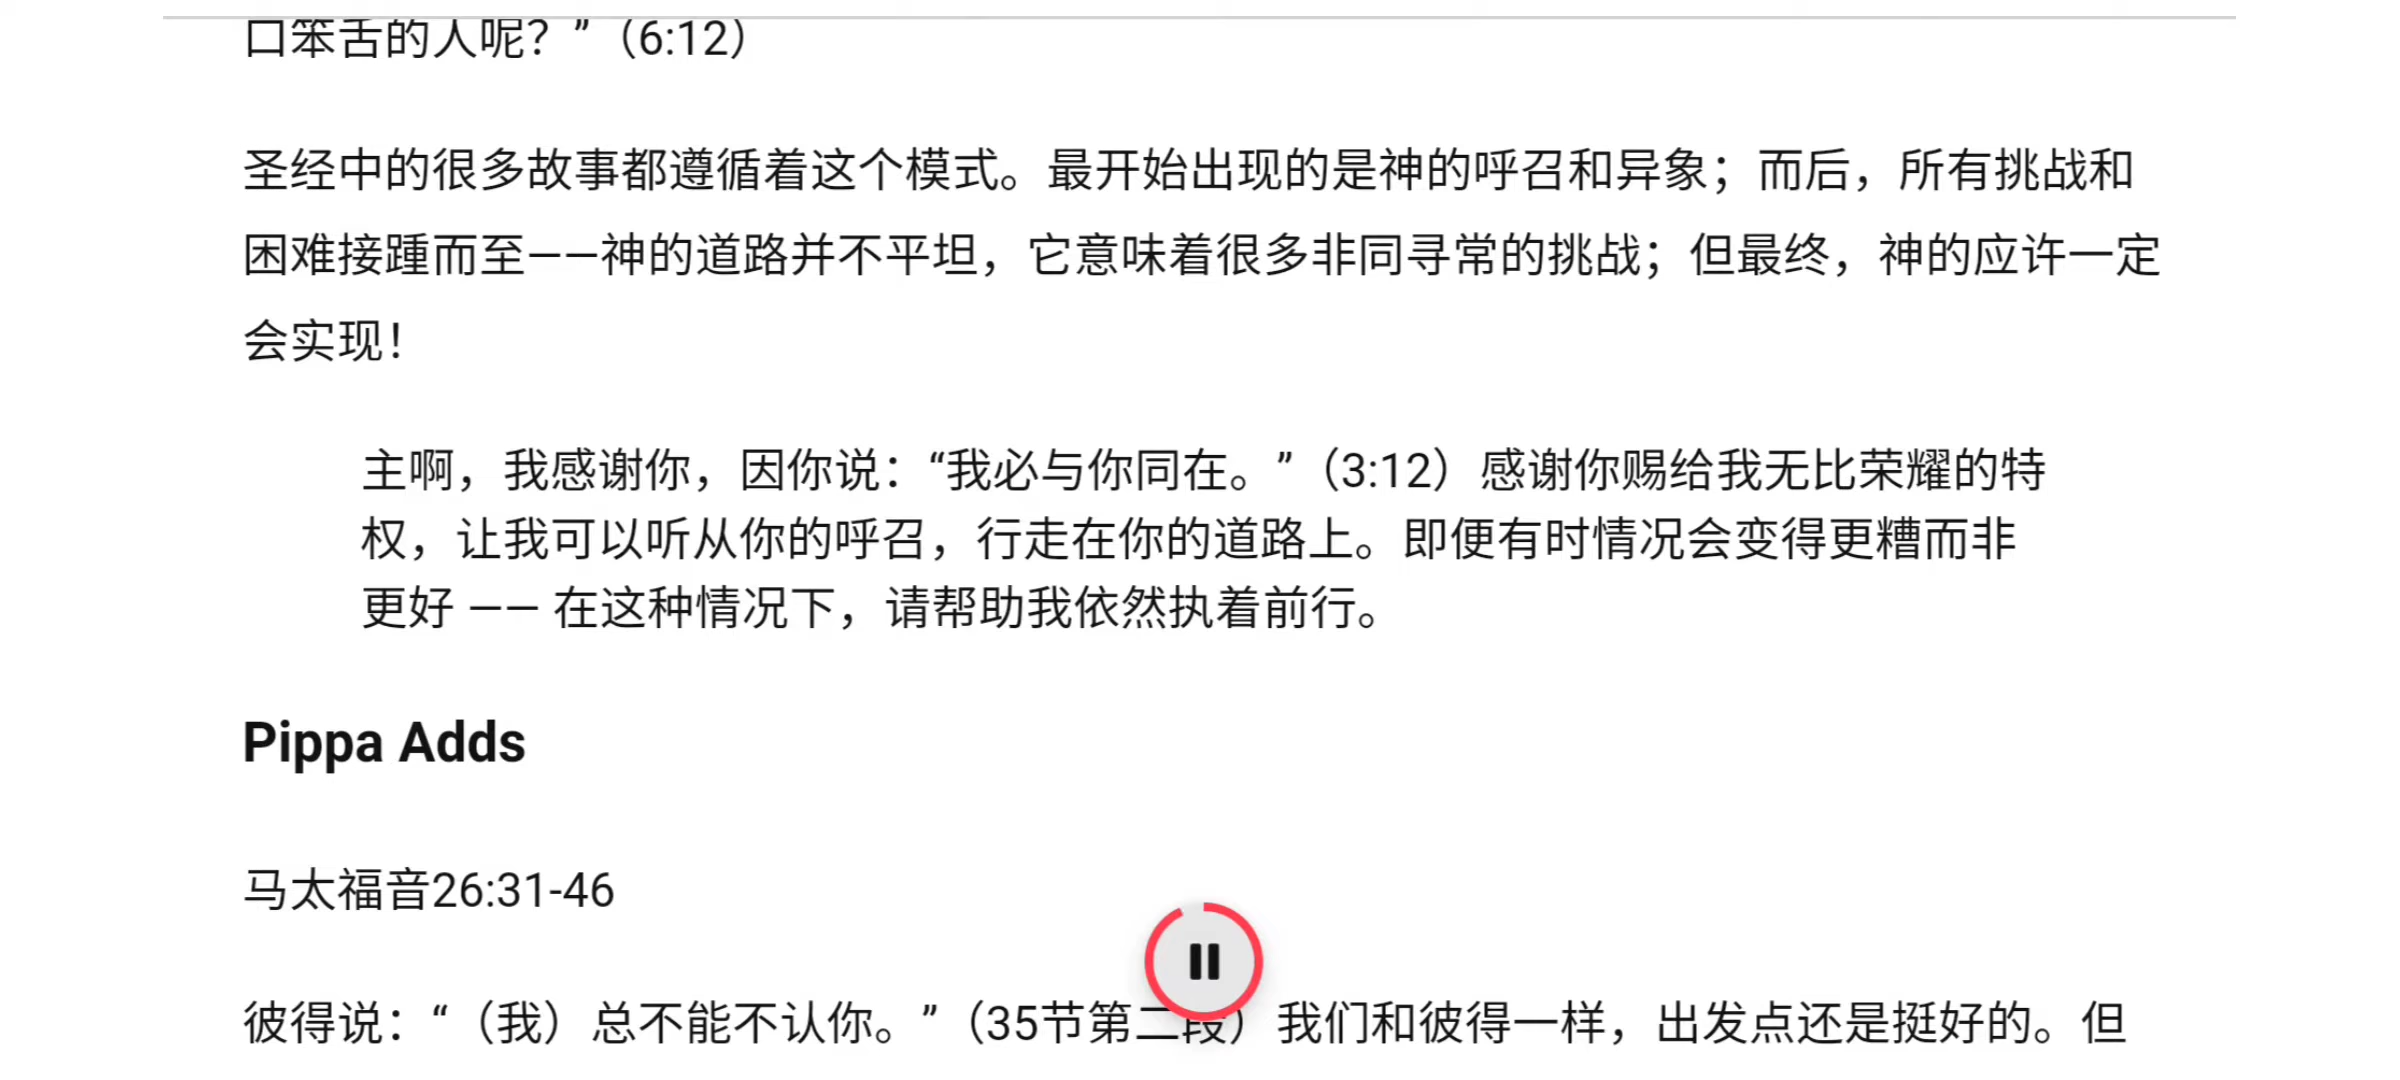 口笨舌的人呢？”（6:12）
圣经中的很多故事都遵循着这个模式。最开始出现的是神的呼召和异象；而后，所有挑战和
困难接踵而至——神的道路并不平坦，它意味着很多非同寻常的挑战；但最终，神的应许一定
会实现！
主啊，我感谢你，因你说：“我必与你同在。”（3:12）感谢你赐给我无比荣耀的特
权，让我可以听从你的呼召，行走在你的道路上。即便有时情况会变得更糟而非
更好 —— 在这种情况下，请帮助我依然执着前行。
Pippa Adds
马太福音26:31-46
彼得说：“（我）总不能不认你。”（35节第二段）我们和彼得一样，出发点还是挺好的。但